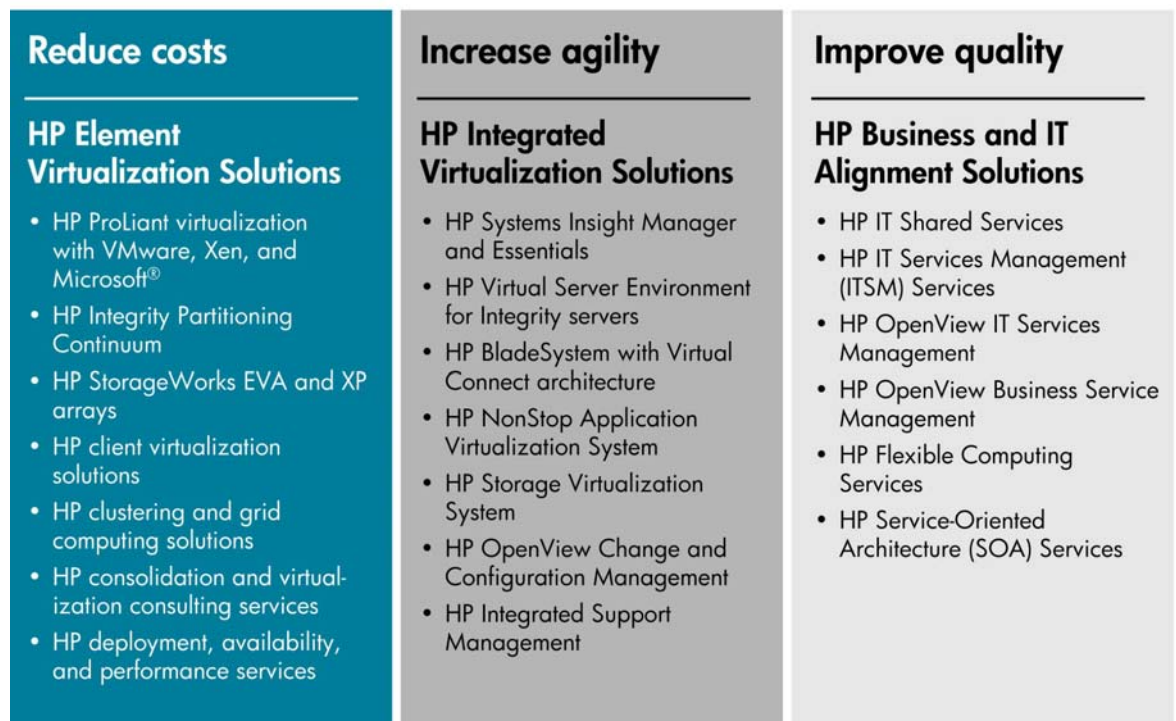 Reduce costs
HP Element
Virtualization Solutions
• HP ProLiant virtualization
with VMware, Xen, and
Microsoft®
• HP Integrity Partitioning
Continuum
• HP StorageWorks EVA and XP
arrays
• HP client virtualization
solutions
• HP clustering and grid
computing solutions
• HP consolidation and virtual-
ization consulting services
• HP deployment, availability,
and performance services
Increase agility
HP Integrated
Virtualization Solutions
• HP Systems Insight Manager
and Essentials
• HP Virtual Server Environment
for Integrity servers
• HP BladeSystem with Virtual
Connect architecture
• HP NonStop Application
Virtualization System
• HP Storage Virtualization
System
• HP OpenView Change and
Configuration Management
• HP Integrated Support
Management
Improve quality
HP Business and IT
Alignment Solutions
• HP IT Shared Services
• HP IT Services Management
(ITSM) Services
• HP OpenView IT Services
Management
• HP OpenView Business Service
Management
• HP Flexible Computing
Services
• HP Service-Oriented
Architecture (SOA) Services